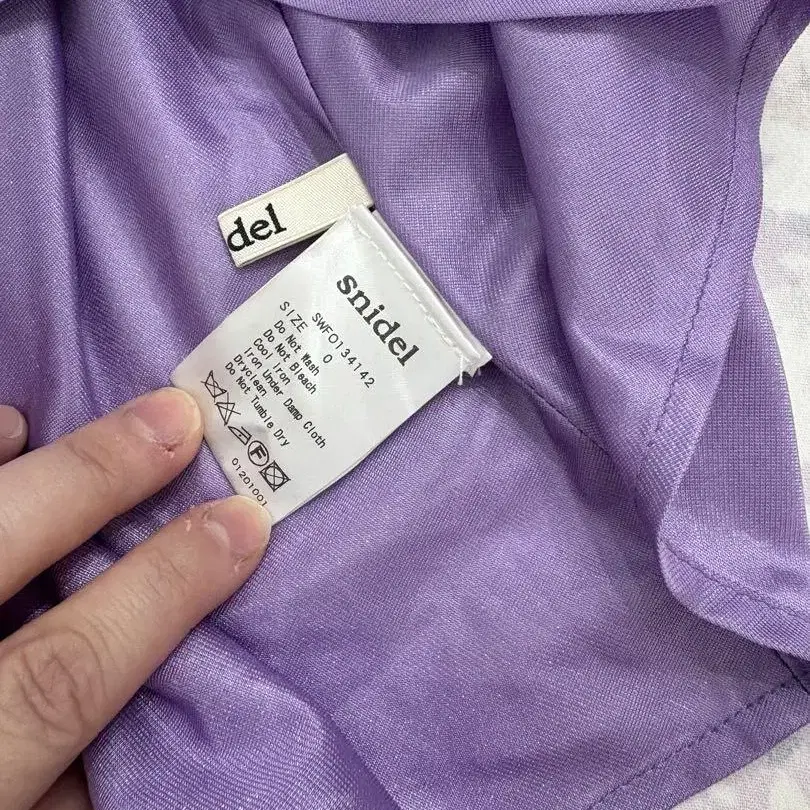 del
snidel
SWFO134142
SIZE 0
Do Not Wash
Do Not Bleach
Cool Iron
Iron Under Damp Cloth
Dryclean
Do Not Tumble Dry
F
01201001